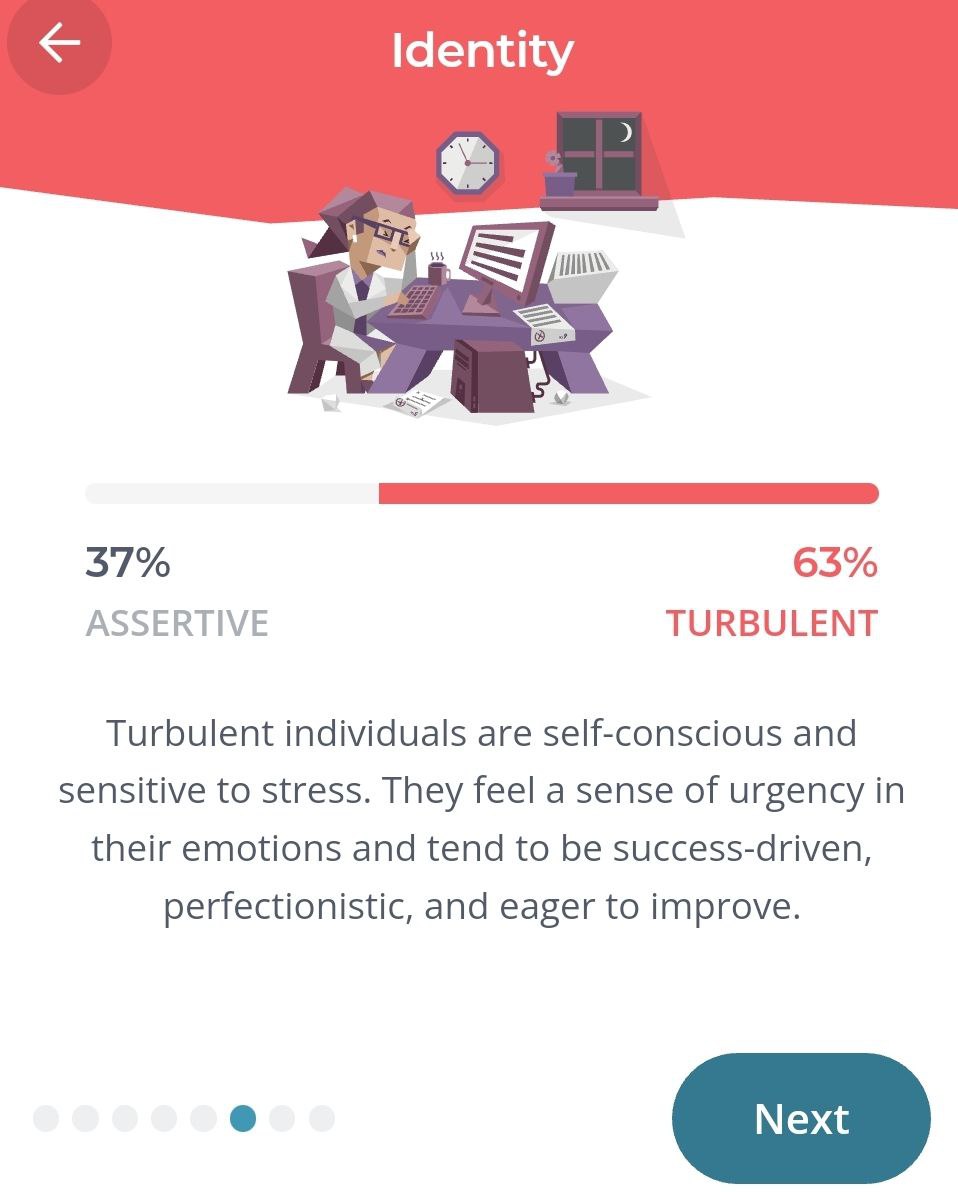 Identity
37%
63%
ASSERTIVE
TURBULENT
Turbulent individuals are self-conscious and
sensitive to stress. They feel a sense of urgency in
their emotions and tend to be success-driven,
perfectionistic, and eager to improve.
Next